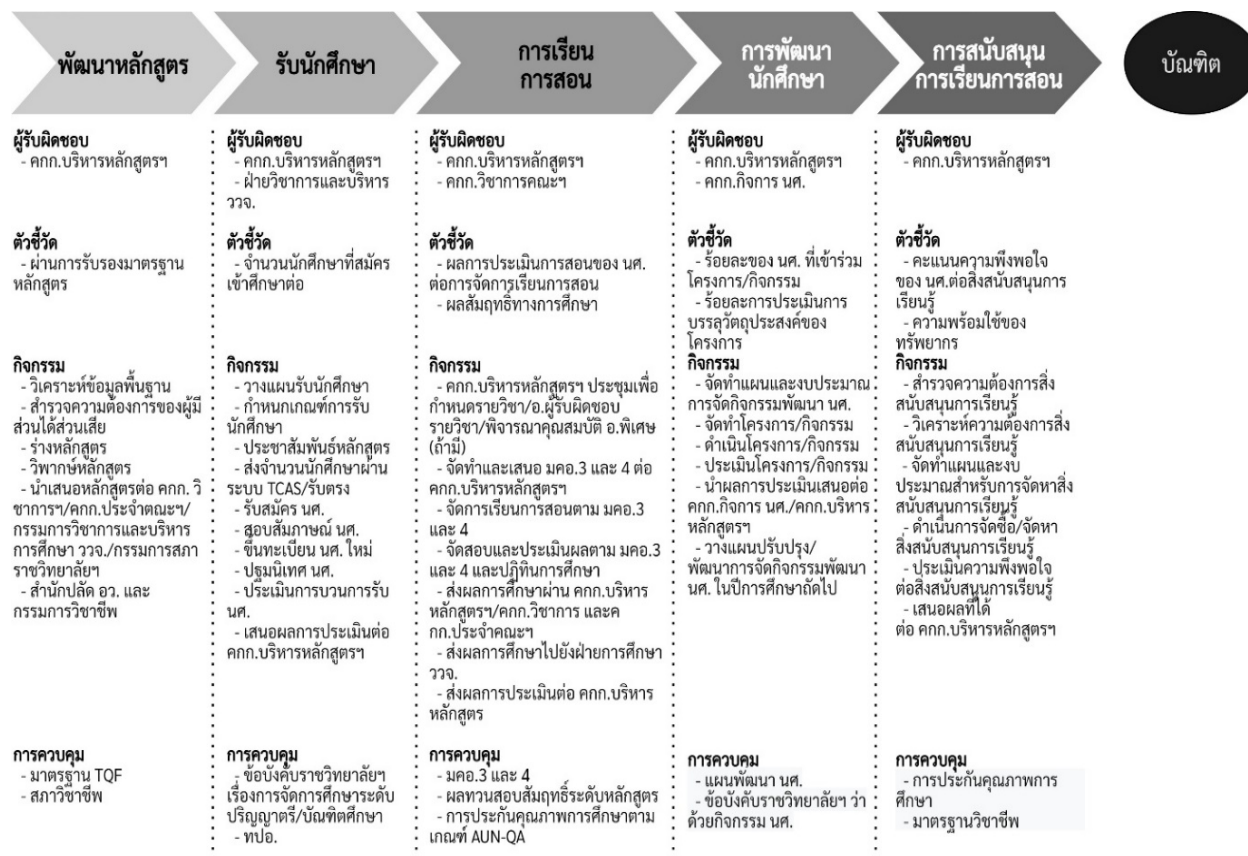 พัฒนาหลักสูตร
รับนักศึกษา
การเรียน
การสอน
การพัฒนา
นักศึกษา
การสนับสนุน
การเรียนการสอน
บัณฑิต
ผู้รับผิดชอบ
- คกก.บริหารหลักสูตรฯ
ตัวชี้วัด
- ผ่านการรับรองมาตรฐาน
หลักสูตร
กิจกรรม
- วิเคราะห์ข้อมูลพื้นฐาน
- สำรวจความต้องการของผู้มี
ส่วนได้ส่วนเสีย
- ร่างหลักสูตร
- วิพากษ์หลักสูตร
- นำเสนอหลักสูตรต่อ คกก. วิ
ชาการฯ/คกก.ประจำตณะฯ/
กรรมการวิชาการและบริหาร
การศึกษา ววจ./กรรมการสภา
ราชวิทยาลัยฯ
- สำนักปลัด อว. และ
กรรมการวิชาชีพ
การควบคุม
- มาตรฐาน TQF
- สภาวิชาชีพ
ผู้รับผิดชอบ
- คกก.บริหารหลักสูตรฯ
- ฝ่ายวิชาการและบริหาร
ววจ.
ตัวชี้วัด
- จำนวนนักศึกษาที่สมัคร
เข้าศึกษาต่อ
กิจกรรม
- วางแผนรับนักศึกษา
- กำหนกเกณฑ์การรับ
นักศึกษา
- ประชาสัมพันธ์หลักสูตร
- ส่งจำนวนนักศึกษาผ่าน
ระบบ TCAS/รับตรง
- รับสมัคร นศ.
- สอบสัมภาษณ์ นศ.
- ขึ้นทะเบียน นศ. ใหม่
- ปฐมนิเทศ นศ.
- ประเมินการบวนการรับ
นศ.
- เสนอผลการประเมินต่อ
คกก.บริหารหลักสูตรฯ
การควบคุม
- ข้อบังคับราชวิทยาลัยฯ
เรื่องการจัดการศึกษาระดับ
ปริญญาตรี/บัณฑิตศึกษา
- ทปอ.
ผู้รับผิดชอบ
- คกก.บริหารหลักสูตรฯ
- คกก.วิชาการคณะฯ
ตัวชี้วัด
- ผลการประเมินการสอนของ นศ.
ต่อการจัดการเรียนการสอน
- ผลสัมฤทธิ์ทางการศึกษา
กิจกรรม
- คกก.บริหารหลักสูตรฯ ประชุมเพื่อ
กำหนดรายวิชา/อ.ผู้รับผิดชอบ
รายวิชา/พิจารณาคุณสมบัติ อ.พิเศษ
(ถ้ามี)
- จัดทำและเสนอ มคอ.3 และ 4 ต่อ
คกก.บริหารหลักสูตรฯ
- จัดการเรียนการสอนตาม มคอ.3
และ 4
- จัดสอบและประเมินผลตาม มคอ.3
และ 4 และปฏิทินการศึกษา
- ส่งผลการศึกษาผ่าน คกก.บริหาร
หลักสูตรฯ/คกก.วิชาการ และค
กก.ประจำคณะฯ
- ส่งผลการศึกษาไปยังฝ่ายการศึกษา
ววจ.
- ส่งผลการประเมินต่อ คกก.บริหาร
หลักสูตร
การควบคุม
- มคอ.3 และ 4
- ผลทวนสอบสัมฤทธิ์ระดับหลักสูตร
- การประกันคุณภาพการศึกษาตาม
เกณฑ์ AUN-QA
ผู้รับผิดชอบ
- คกก.บริหารหลักสูตรฯ
- คกก.กิจการ นศ.
ตัวชี้วัด
- ร้อยละของ นศ. ที่เข้าร่วม
โครงการ/กิจกรรม
- ร้อยละการประเมินการ
บรรลุวัตถุประสงค์ของ
โครงการ
กิจกรรม
- จัดทำแผนและงบประมาณ
การจัดกิจกรรมพัฒนา นศ.
- จัดทำโครงการ/กิจกรรม
- ดำเนินโครงการ/กิจกรรม
- ประเมินโครงการ/กิจกรรม
- นำผลการประเมินเสนอต่อ
คกก.กิจการ นศ./คกก.บริหาร
หลักสูตรฯ
- วางแผนปรับปรุง/
พัฒนาการจัดกิจกรรมพัฒนา
นศ. ในปีการศึกษาถัดไป
การควบคุม
- แผนพัฒนา นศ.
- ข้อบังคับราชวิทยาลัยฯ ว่า
ด้วยกิจกรรม นศ.
ผู้รับผิดชอบ
- คกก.บริหารหลักสูตรฯ
ตัวชี้วัด
- คะแนนความพึงพอใจ
ของ นศ.ต่อสิ่งสนับสนุนการ
เรียนรู้
- ความพร้อมใช้ของ
ทรัพยากร
กิจกรรม
- สำรวจความต้องการสิ่ง
สนับสนุนการเรียนรู้
- วิเคราะห์ความต้องการสิ่ง
สนับสนุนการเรียนรู้
- จัดทำแผนและงบ
ประมาณสำหรับการจัดหาสิ่ง
สนับสนุนการเรียนรู้
- ดำเนินการจัดซื้อ/จัดหา
สิ่งสนับสนุนการเรียนรู้
- ประเมินความพึงพอใจ
ต่อสิ่งสนับสนุนการเรียนรู้
- เสนอผลที่ได้
ต่อ คกก.บริหารหลักสูตรฯ
การควบคุม
- การประกันคุณภาพการ
ศึกษา
- มาตรฐานวิชาชีพ